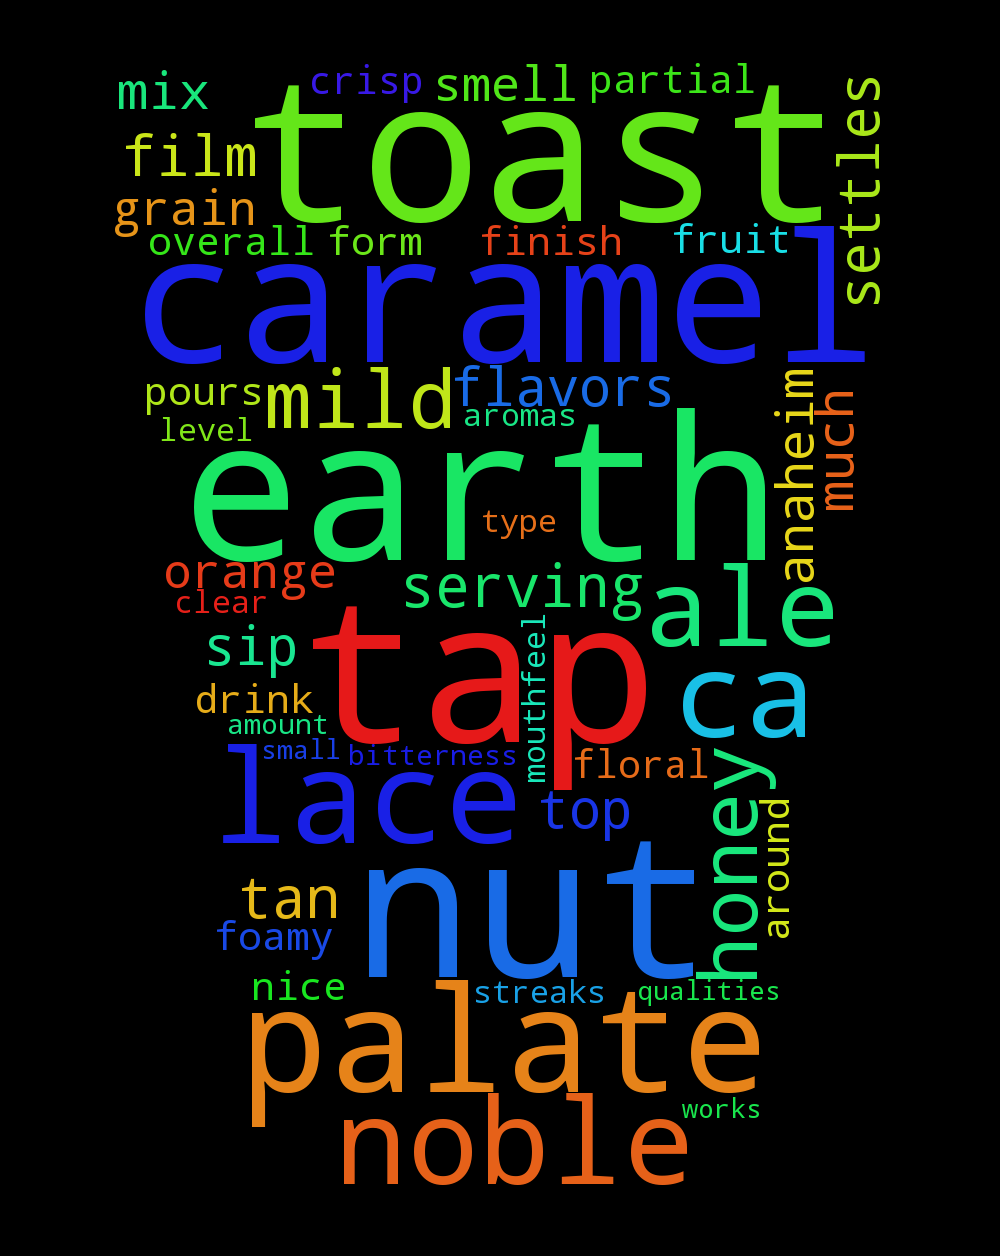 mix crisp smell partial
toast
film
settles
grain
overall form finish fruit
caramel
pours mild flavors
aromas
level
anaheim
much
earth
type
orange serving ale
clear
sip tap
mouthfeel
ca
drink
amount
small bitterness floral
lace top
honey
around
nut
tan
foamy
nice streaks qualities
palate
works
noble